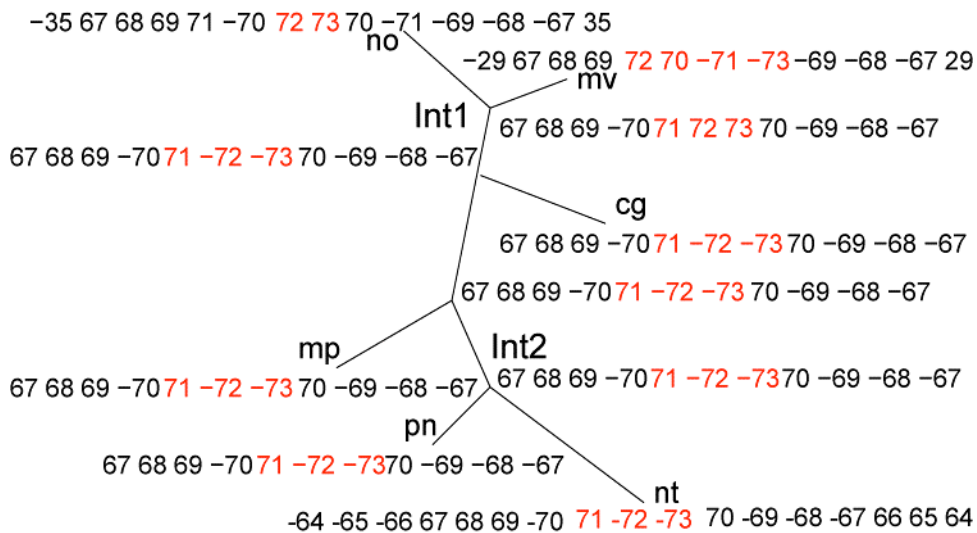 −35 67 68 69 71 −70 72 73 70 −71 −69 −68 −67 35
no
−29 67 68 69 72 70 −71 −73 −69 −68 −67 29
mv
Int1
67 68 69 −70 71 72 73 70 −69 −68 −67
67 68 69 −70 71 −72 −73 70 −69 −68 −67
cg
67 68 69 −70 71 −72 −73 70 −69 −68 −67
67 68 69 −70 71 −72 −73 70 −69 −68 −67
mp
Int2
67 68 69 −70 71 −72 −73 70 −69 −68 −67
67 68 69 −70 71 −72 −73 70 −69 −68 −67
pn
67 68 69 −70 71 −72 −73 70 −69 −68 −67
nt
-64 -65 -66 67 68 69 -70 71 -72 -73 70 -69 -68 -67 66 65 64